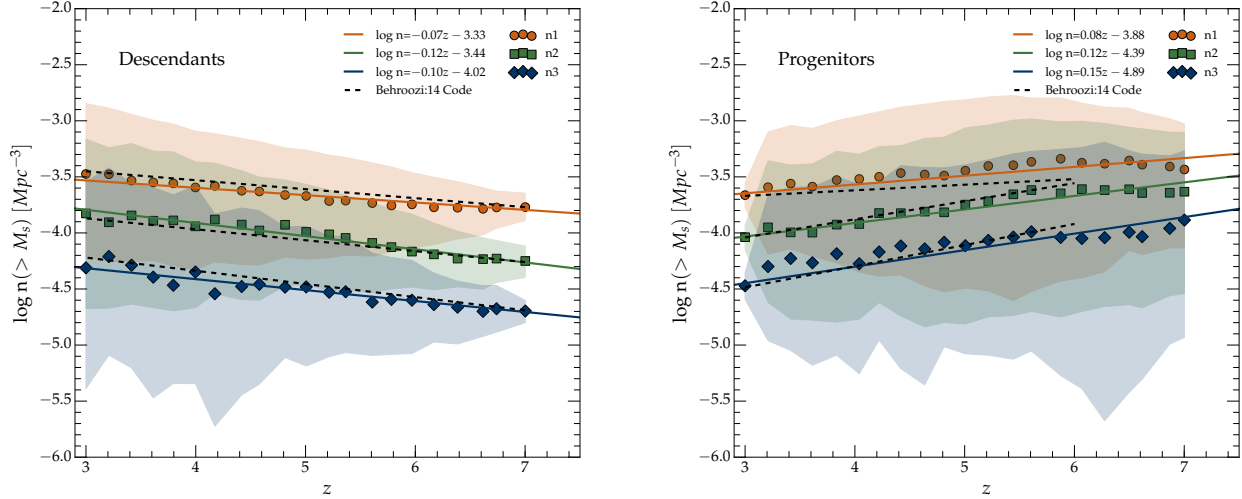 Descendants
log n=−0.07z − 3.33 n1
log n=−0.12z − 3.44 n2
log n=−0.10z − 4.02 n3
Behroozi:14 Code
−2.0
−2.5
−3.0
−3.5
−4.0
−4.5
−5.0
−5.5
−6.0
log n(> Ms) [Mpc−3]
3 4 5 6 7
z
Progenitors
log n=0.08z − 3.88 n1
log n=0.12z − 4.39 n2
log n=0.15z − 4.89 n3
Behroozi:14 Code
−2.0
−2.5
−3.0
−3.5
−4.0
−4.5
−5.0
−5.5
−6.0
log n(> Ms) [Mpc−3]
3 4 5 6 7
z